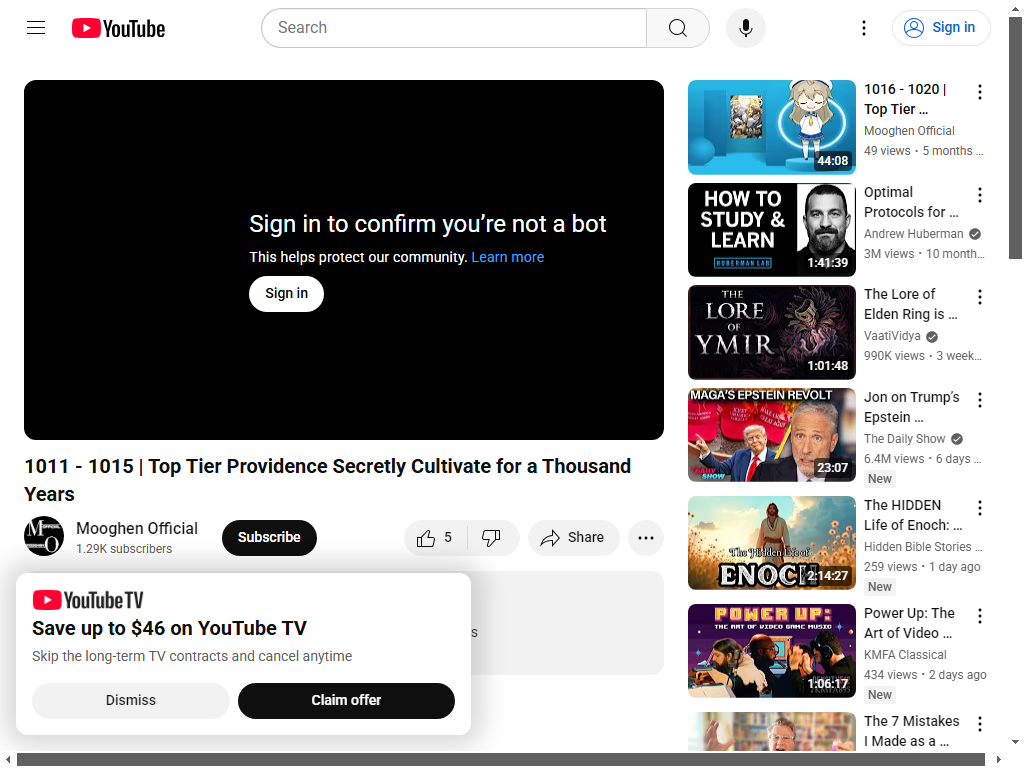 YouTube
Search
Sign in
Sign in to confirm you're not a bot
This helps protect our community. Learn more
Sign in
1011 - 1015 | Top Tier Providence Secretly Cultivate for a Thousand
Years
Mooghen Official
1.29K subscribers
Subscribe
5
Share
s
YouTube TV
Save up to $46 on YouTube TV
Skip the long-term TV contracts and cancel anytime
Dismiss
Claim offer
44:08
1016 - 1020 |
Top Tier ...
Mooghen Official
49 views • 5 months ...
HOW TO
STUDY &
LEARN
HUBERMAN LAB
1:41:39
Optimal
Protocols for ...
Andrew Huberman
3M views • 10 month...
THE
LORE
OF
YMIR
1:01:48
The Lore of
Elden Ring is ...
VaatiVidya
990K views • 3 week...
MAGA'S EPSTEIN REVOLT
DAILY
SHOW
23:07
Jon on Trump's
Epstein ...
The Daily Show
6.4M views • 6 days ...
New
The Hidden Life of
ENOCH
2:14:27
The HIDDEN
Life of Enoch: ...
Hidden Bible Stories ...
259 views • 1 day ago
New
POWER UP:
THE ART OF VIDEO GAME MUSIC
1:06:17
Power Up: The
Art of Video ...
KMFA Classical
434 views • 2 days ago
New
The 7 Mistakes
I Made as a ...